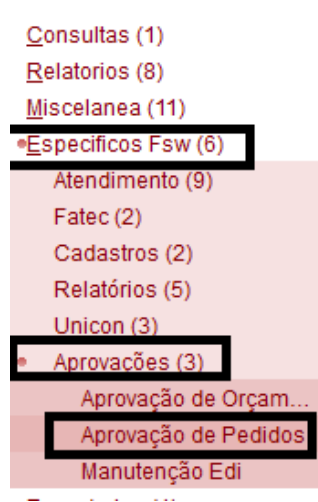 Consultas (1)
Relatorios (8)
Miscelanea (11)
Especificos Fsw (6)
Atendimento (9)
Fatec (2)
Cadastros (2)
Relatórios (5)
Unicon (3)
Aprovações (3)
Aprovação de Orçam...
Aprovação de Pedidos
Manutenção Edi